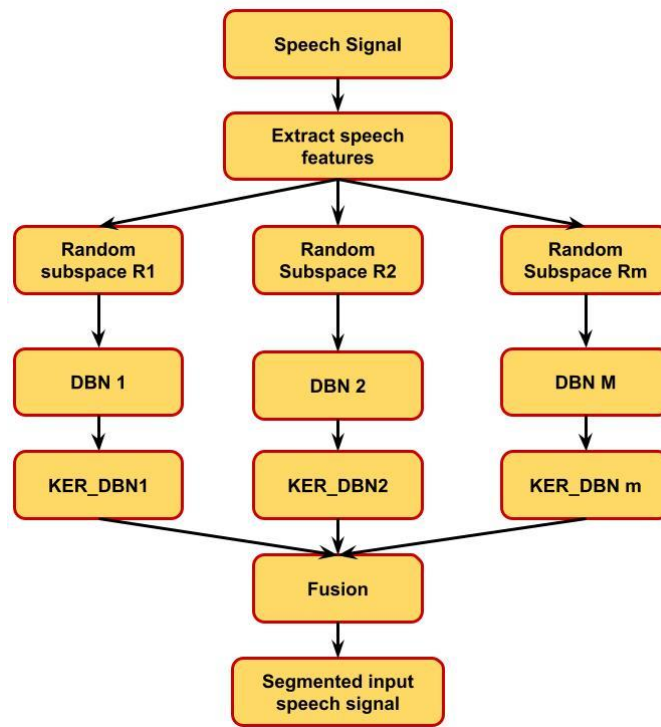 Speech Signal
Extract speech
features
Random
subspace R1
Random
Subspace R2
Random
Subspace Rm
DBN 1
DBN 2
DBN M
KER_DBN1
KER_DBN2
KER_DBN m
Fusion
Segmented input
speech signal